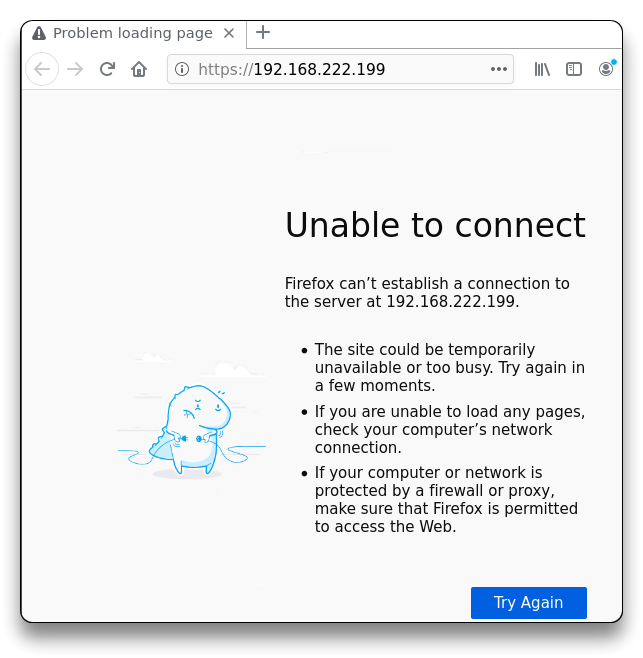 Problem loading page
https://192.168.222.199
Unable to connect
Firefox can’t establish a connection to
the server at 192.168.222.199.
• The site could be temporarily
unavailable or too busy. Try again in
a few moments.
• If you are unable to load any pages,
check your computer’s network
connection.
• If your computer or network is
protected by a firewall or proxy,
make sure that Firefox is permitted
to access the Web.
Try Again